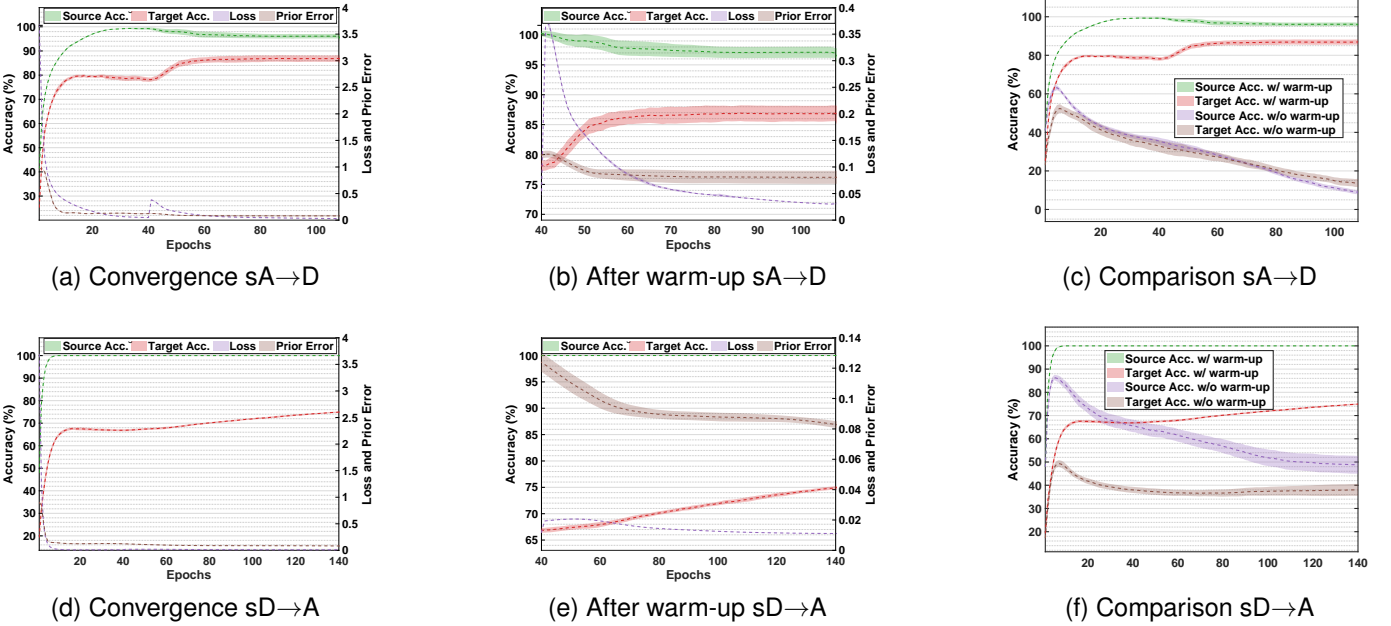 Source Acc. Target Acc. Loss Prior Error
Accuracy (%)
100
90
80
70
60
50
40
30
4
3.5
3
2.5
2
1.5
1
0.5
0
Loss and Prior Error
20 40 60 80 100
Epochs
(a) Convergence sA→D
Source Acc. Target Acc. Loss Prior Error
Accuracy (%)
100
95
90
85
80
75
70
0.4
0.35
0.3
0.25
0.2
0.15
0.1
0.05
0
Loss and Prior Error
40 50 60 70 80 90 100
Epochs
(b) After warm-up sA→D
Accuracy (%)
100
80
60
40
20
0
Source Acc. w/ warm-up
Target Acc. w/ warm-up
Source Acc. w/o warm-up
Target Acc. w/o warm-up
20 40 60 80 100
(c) Comparison sA→D
Source Acc. Target Acc. Loss Prior Error
Accuracy (%)
100
90
80
70
60
50
40
30
20
4
3.5
3
2.5
2
1.5
1
0.5
0
Loss and Prior Error
20 40 60 80 100 120 140
Epochs
(d) Convergence sD→A
Source Acc. Target Acc. Loss Prior Error
Accuracy (%)
100
95
90
85
80
75
70
65
0.14
0.12
0.1
0.08
0.06
0.04
0.02
0
Loss and Prior Error
40 60 80 100 120 140
Epochs
(e) After warm-up sD→A
Accuracy (%)
100
90
80
70
60
50
40
30
20
Source Acc. w/ warm-up
Target Acc. w/ warm-up
Source Acc. w/o warm-up
Target Acc. w/o warm-up
20 40 60 80 100 120 140
(f) Comparison sD→A